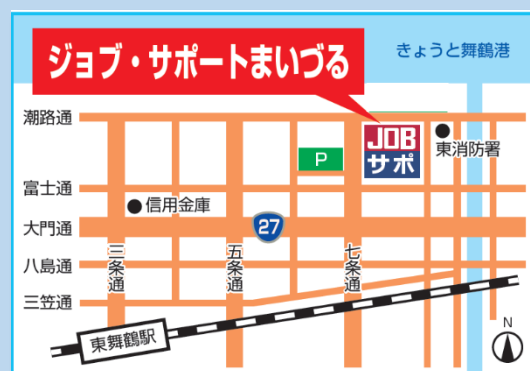 ジョブ・サポートまいづる
きょうと舞鶴港
潮路通
JOB
サポ
東消防署
P
富士通
信用金庫
大門通
27
八島通
三条通
五条通
七条通
三笠通
東舞鶴駅
N